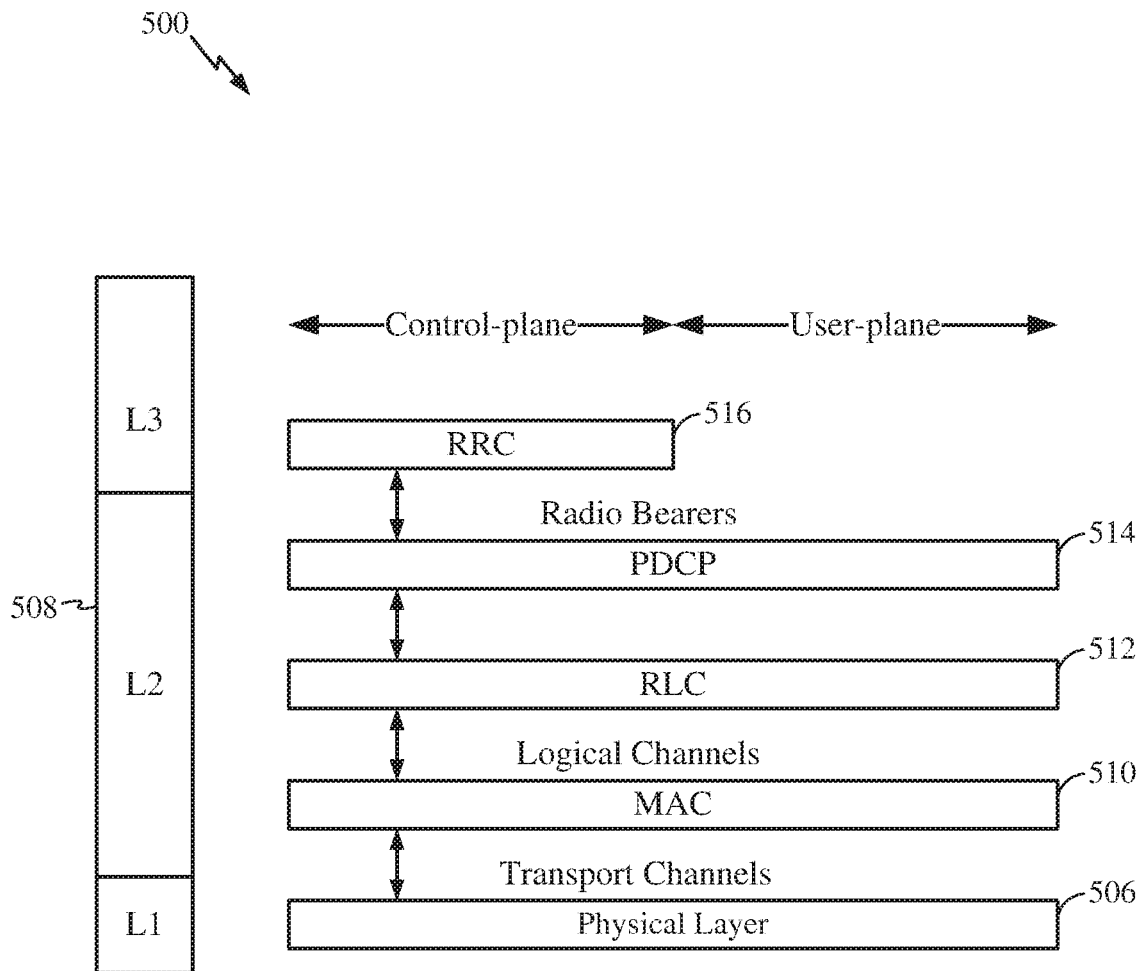 500
Control-plane User-plane
L3
RRC
516
Radio Bearers
514
PDCP
508
512
L2
RLC
Logical Channels
510
MAC
Transport Channels
506
L1
Physical Layer